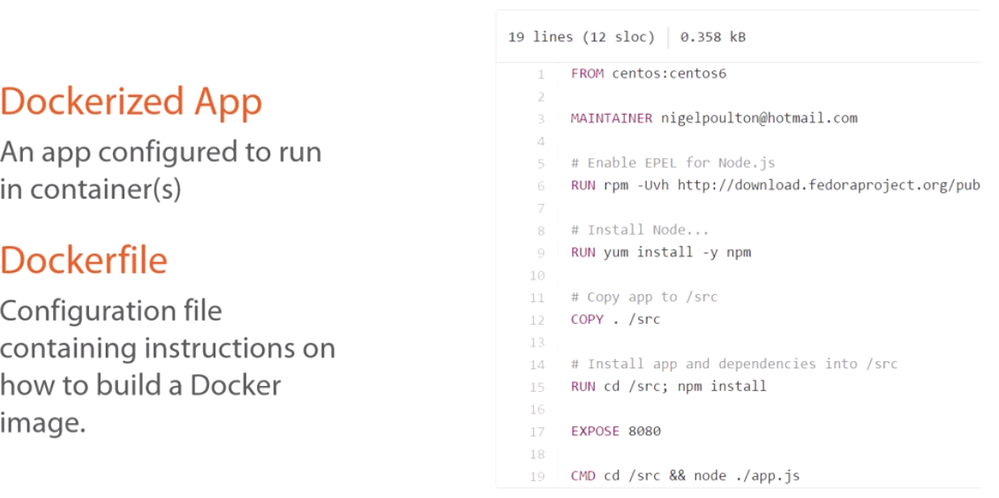 Dockerized App
An app configured to run
in container(s)
Dockerfile
Configuration file
containing instructions on
how to build a Docker
image.
19 lines (12 sloc) 0.358 kB
1 FROM centos:centos6
2
3 MAINTAINER nigelpoulton@hotmail.com
4
5 # Enable EPEL for Node.js
6 RUN rpm -Uvh http://download.fedoraproject.org/pub
7
8 # Install Node...
9 RUN yum install -y npm
10
11 # Copy app to /src
12 COPY . /src
13
14 # Install app and dependencies into /src
15 RUN cd /src; npm install
16
17 EXPOSE 8080
18
19 CMD cd /src && node ./app.js